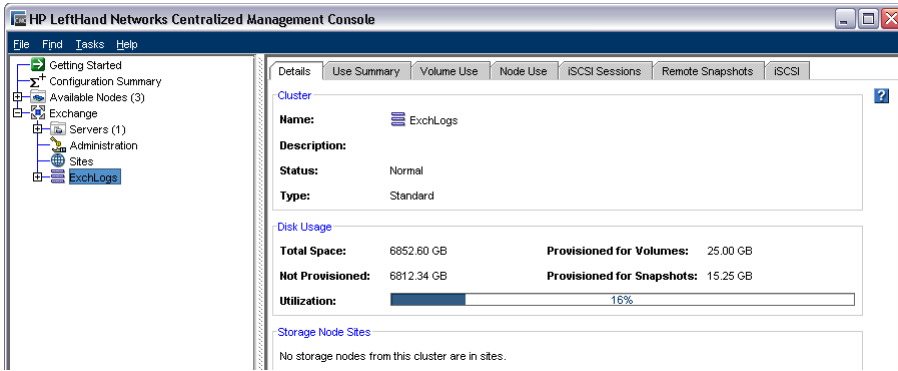 HP LeftHand Networks Centralized Management Console
File Find Tasks Help
Getting Started
Configuration Summary
Available Nodes (3)
Exchange
Servers (1)
Administration
Sites
ExchLogs
Details Use Summary Volume Use Node Use iSCSI Sessions Remote Snapshots iSCSI
Cluster
Name: ExchLogs
Description:
Status: Normal
Type: Standard
Disk Usage
Total Space: 6852.60 GB Provisioned for Volumes: 25.00 GB
Not Provisioned: 6812.34 GB Provisioned for Snapshots: 15.25 GB
Utilization: 16%
Storage Node Sites
No storage nodes from this cluster are in sites.